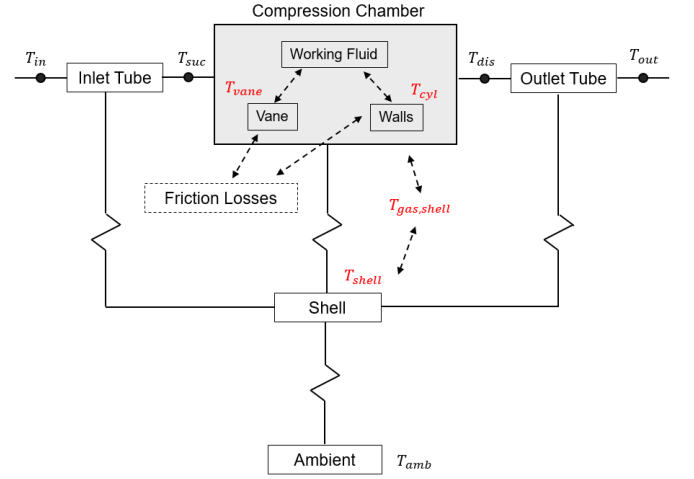 Compression Chamber
T_in
T_suc
T_dis
T_out
Working Fluid
Inlet Tube
Outlet Tube
T_vane
T_cyl
Vane
Walls
Friction Losses
T_gas,shell
T_shell
Shell
Ambient
T_amb